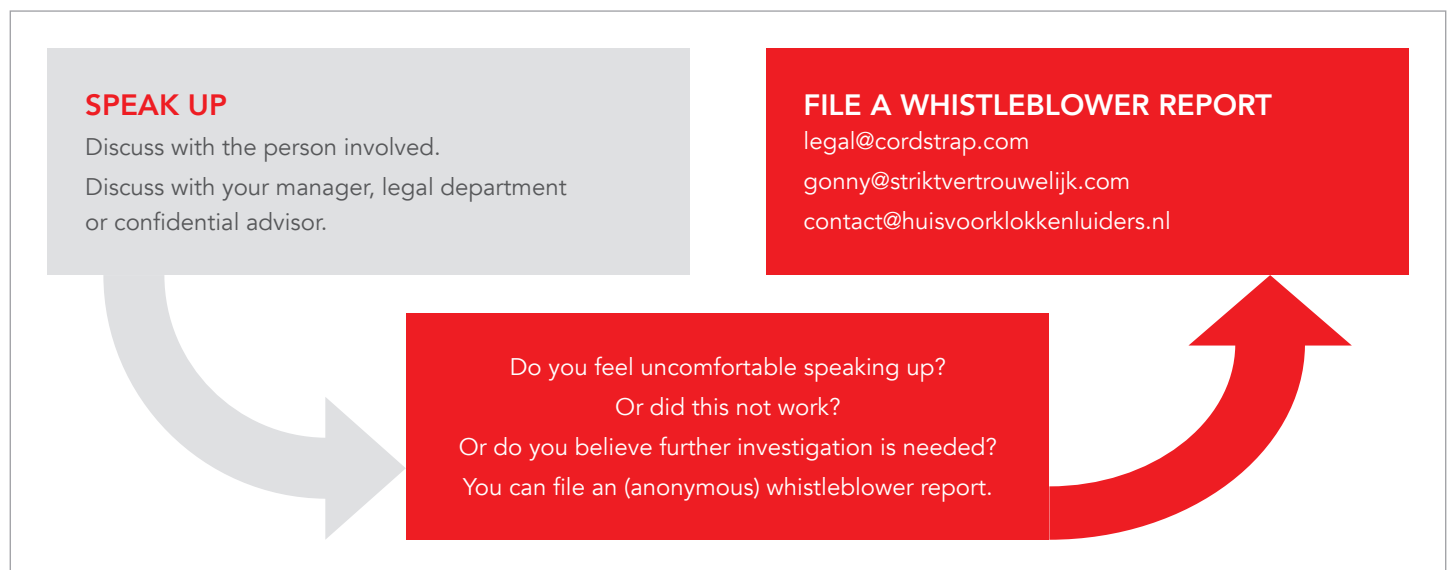 SPEAK UP
Discuss with the person involved.
Discuss with your manager, legal department
or confidential advisor.
Do you feel uncomfortable speaking up?
Or did this not work?
Or do you believe further investigation is needed?
You can file an (anonymous) whistleblower report.
FILE A WHISTLEBLOWER REPORT
legal@cordstrap.com
gonny@striktvertrouwelijk.com
contact@huisvoorklokkenluiders.nl